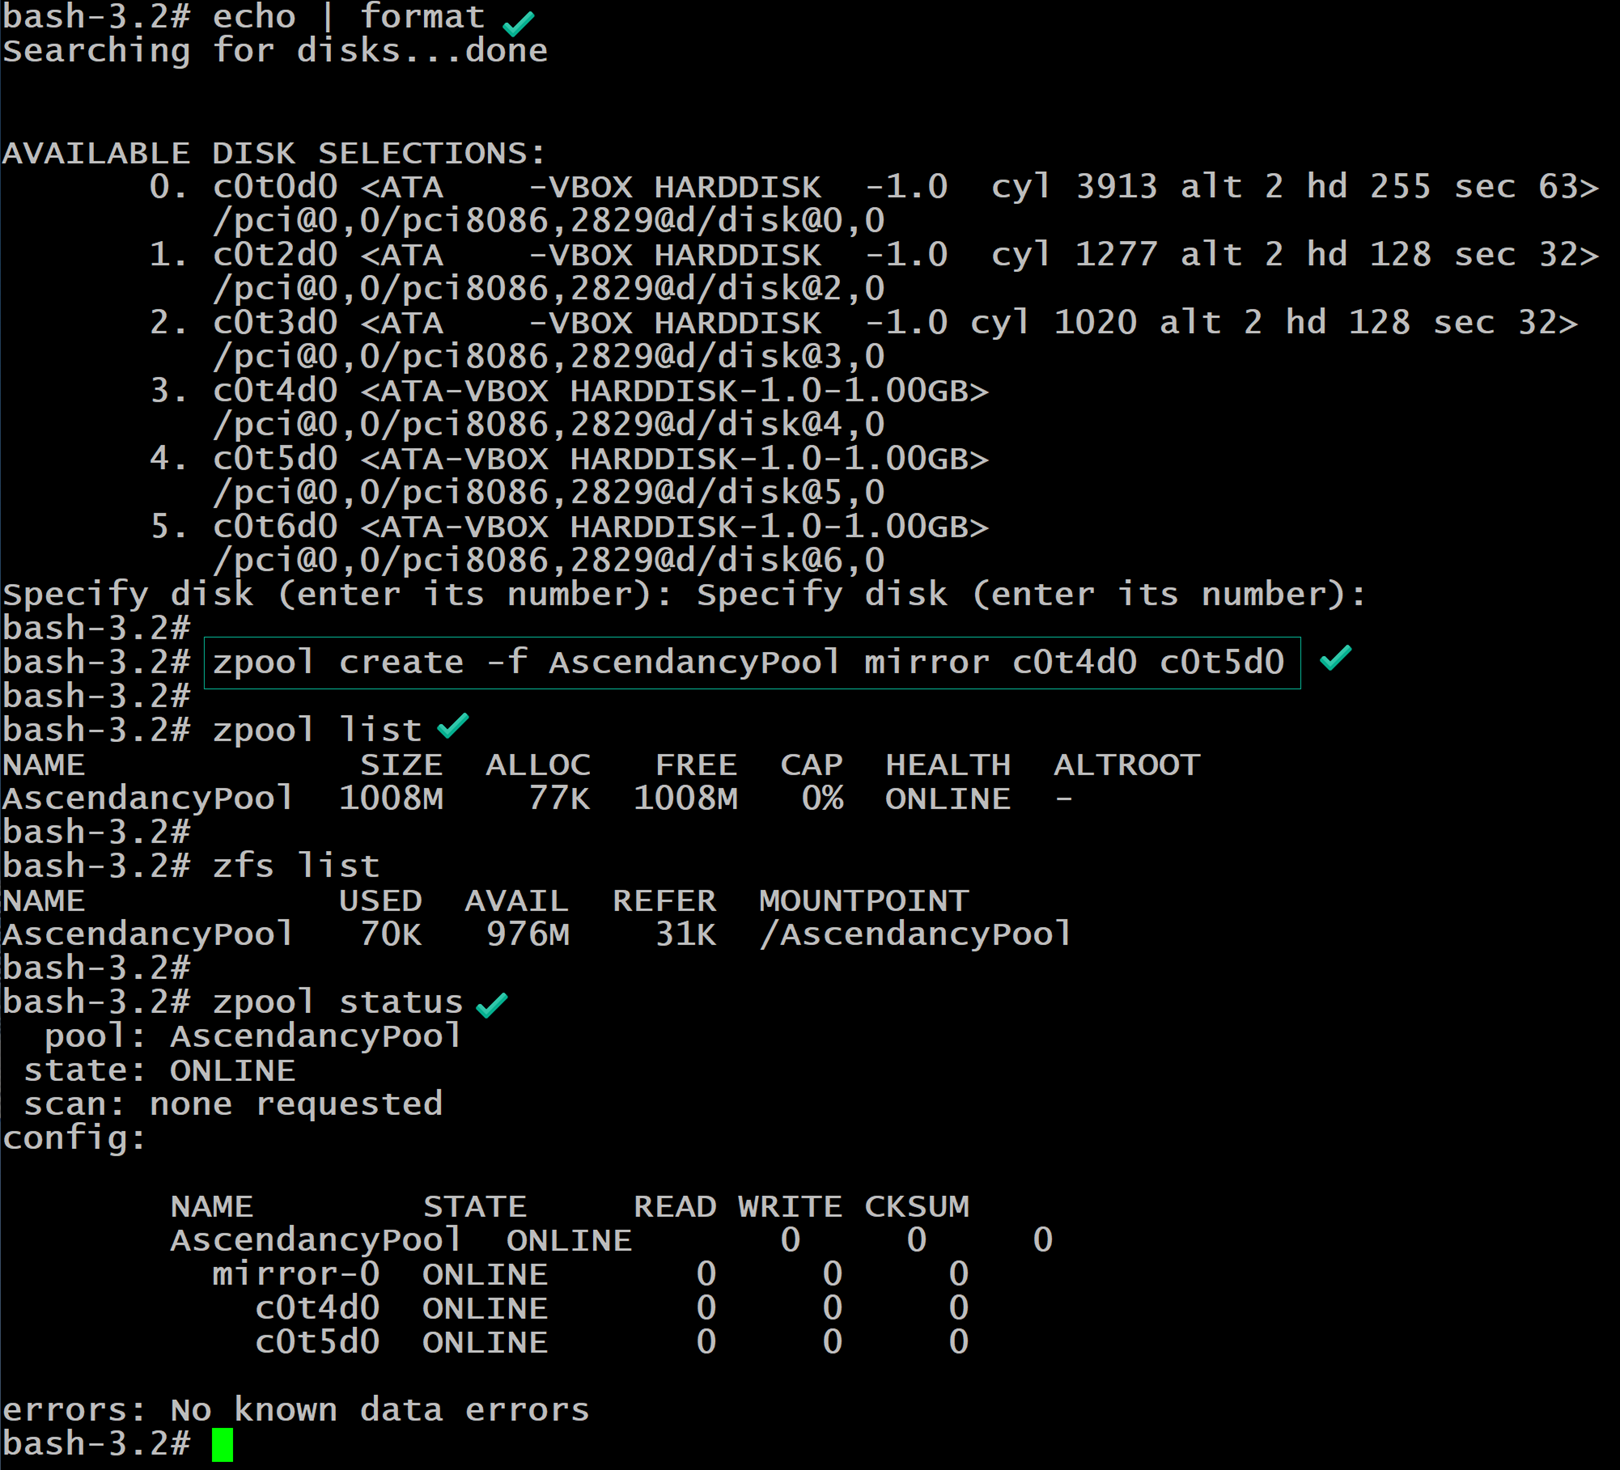 bash-3.2# echo | format
Searching for disks...done
AVAILABLE DISK SELECTIONS:
0. c0t0d0 <ATA    -VBOX HARDDISK  -1.0  cyl 3913 alt 2 hd 255 sec 63>
/pci@0,0/pci8086,2829@d/disk@0,0
1. c0t2d0 <ATA    -VBOX HARDDISK  -1.0  cyl 1277 alt 2 hd 128 sec 32>
/pci@0,0/pci8086,2829@d/disk@2,0
2. c0t3d0 <ATA    -VBOX HARDDISK  -1.0 cyl 1020 alt 2 hd 128 sec 32>
/pci@0,0/pci8086,2829@d/disk@3,0
3. c0t4d0 <ATA-VBOX HARDDISK-1.0-1.00GB>
/pci@0,0/pci8086,2829@d/disk@4,0
4. c0t5d0 <ATA-VBOX HARDDISK-1.0-1.00GB>
/pci@0,0/pci8086,2829@d/disk@5,0
5. c0t6d0 <ATA-VBOX HARDDISK-1.0-1.00GB>
/pci@0,0/pci8086,2829@d/disk@6,0
Specify disk (enter its number): Specify disk (enter its number):
bash-3.2#
bash-3.2# zpool create -f AscendancyPool mirror c0t4d0 c0t5d0
bash-3.2#
bash-3.2# zpool list
NAME             SIZE  ALLOC   FREE  CAP  HEALTH  ALTROOT
AscendancyPool  1008M    77K  1008M   0%  ONLINE  -
bash-3.2#
bash-3.2# zfs list
NAME            USED  AVAIL  REFER  MOUNTPOINT
AscendancyPool   70K   976M    31K  /AscendancyPool
bash-3.2#
bash-3.2# zpool status
pool: AscendancyPool
state: ONLINE
scan: none requested
config:
NAME        STATE     READ WRITE CKSUM
AscendancyPool  ONLINE       0     0     0
mirror-0  ONLINE       0     0     0
c0t4d0  ONLINE       0     0     0
c0t5d0  ONLINE       0     0     0
errors: No known data errors
bash-3.2#